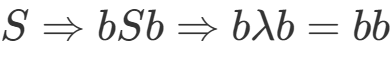 S ⇒ bSb ⇒ bλb = bb